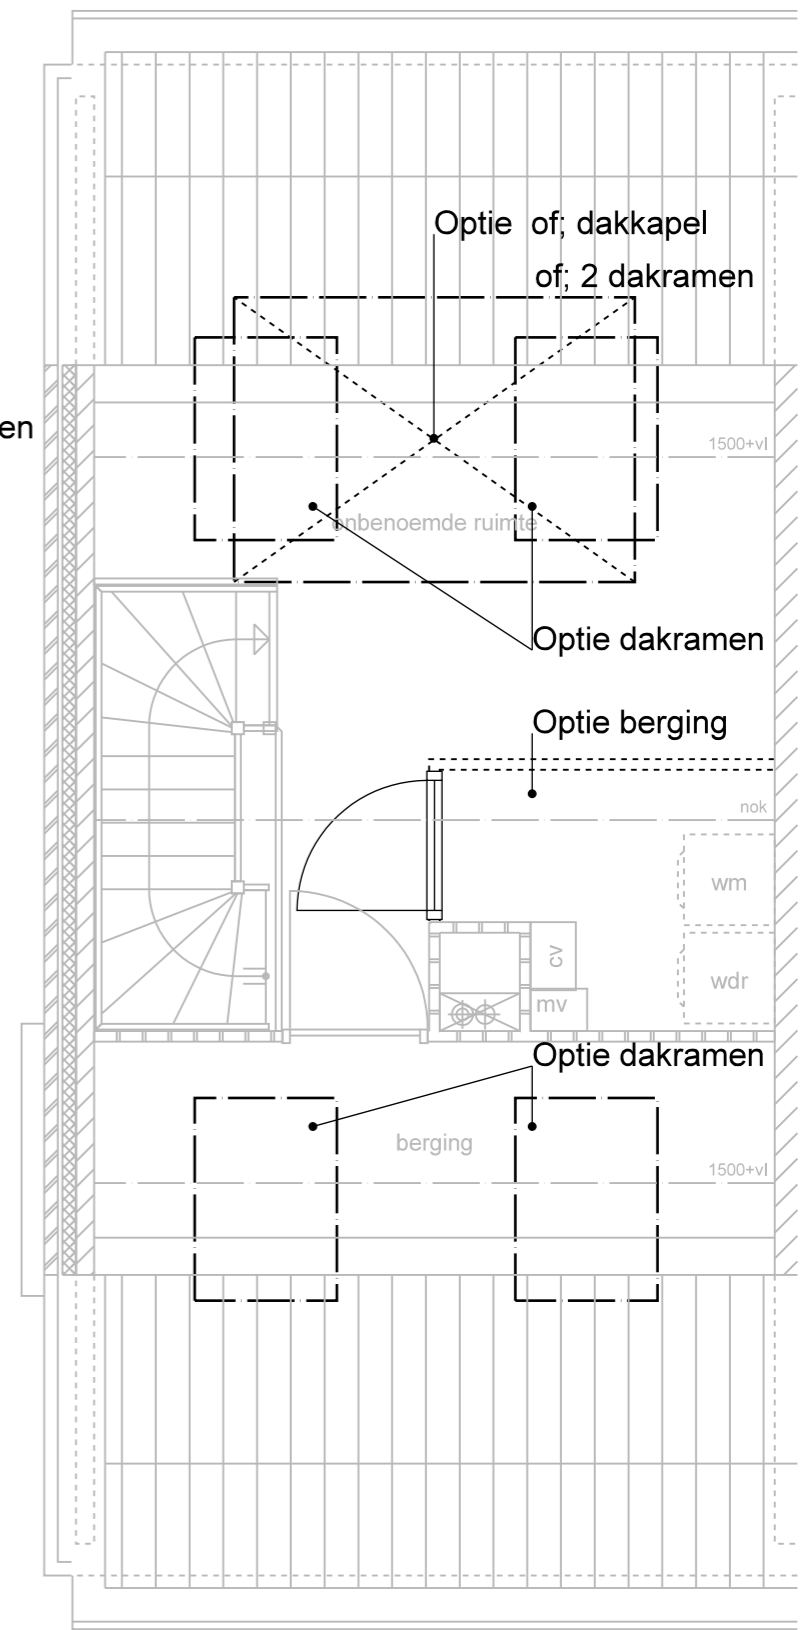 Optie of; dakkapel
of; 2 dakramen
en
1500+vl
onbenoemde ruimte
Optie dakramen
Optie berging
nok
wm
cv
wdr
mv
Optie dakramen
berging
1500+vl